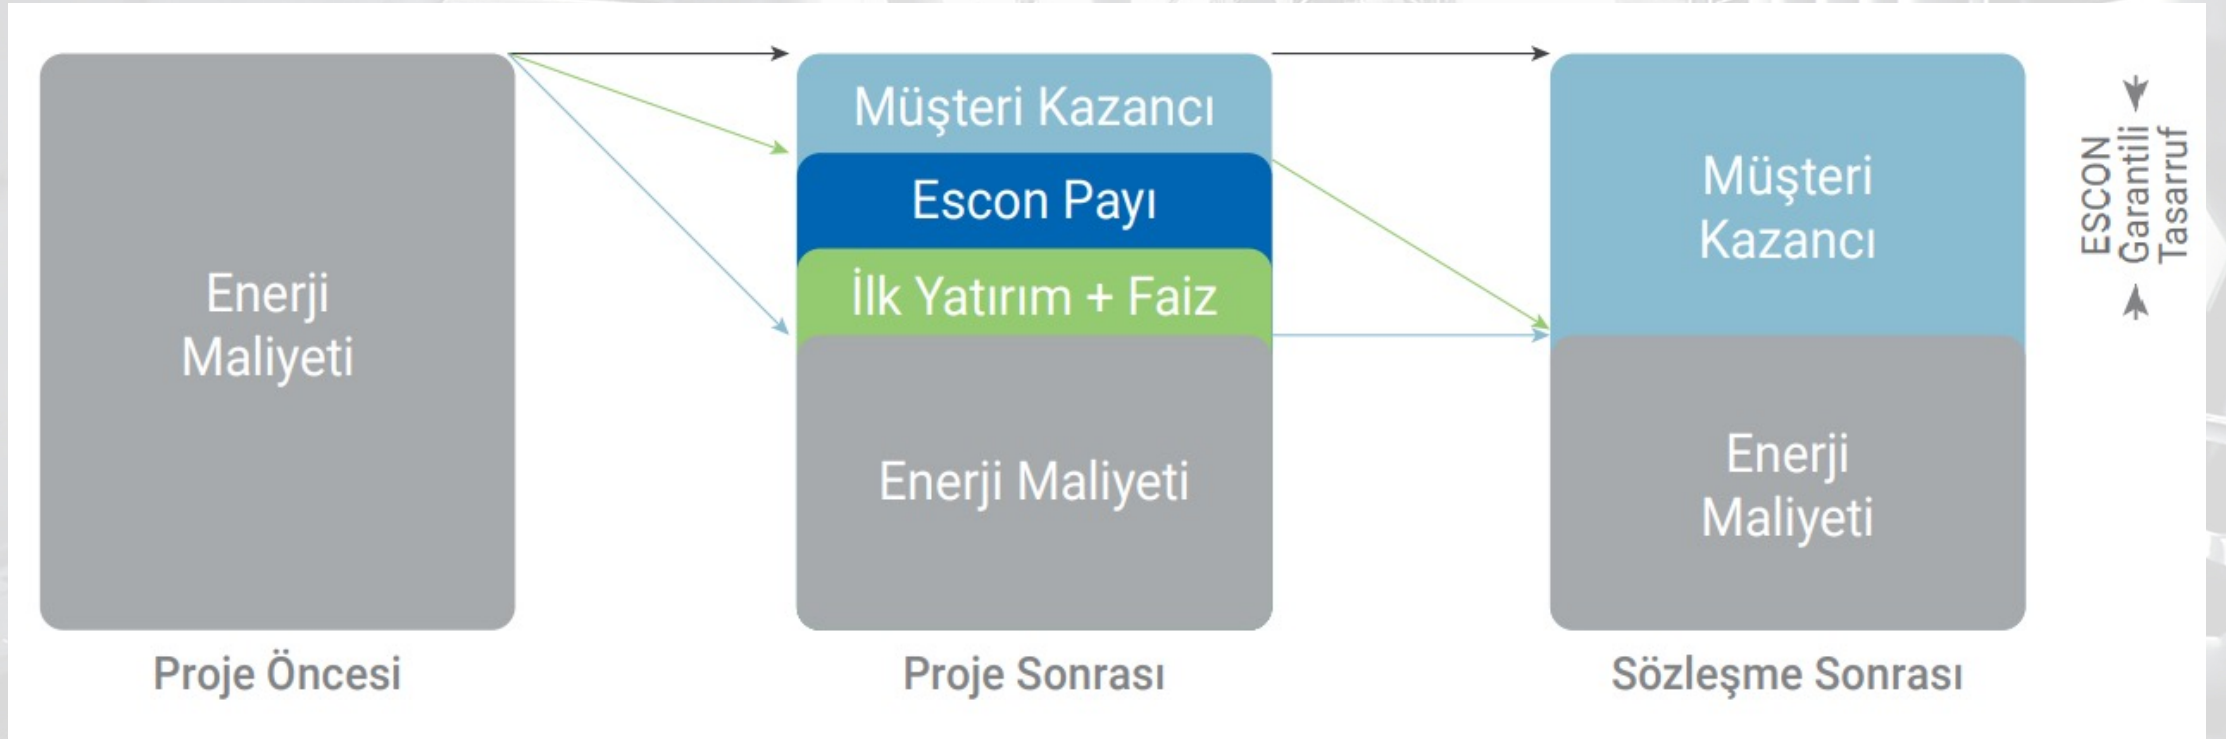 Enerji
Maliyeti
Proje Öncesi
Müşteri Kazancı
Escon Payı
İlk Yatırım + Faiz
Enerji Maliyeti
Proje Sonrası
Müşteri
Kazancı
Enerji
Maliyeti
Sözleşme Sonrası
ESCON
Garantili
Tasarruf